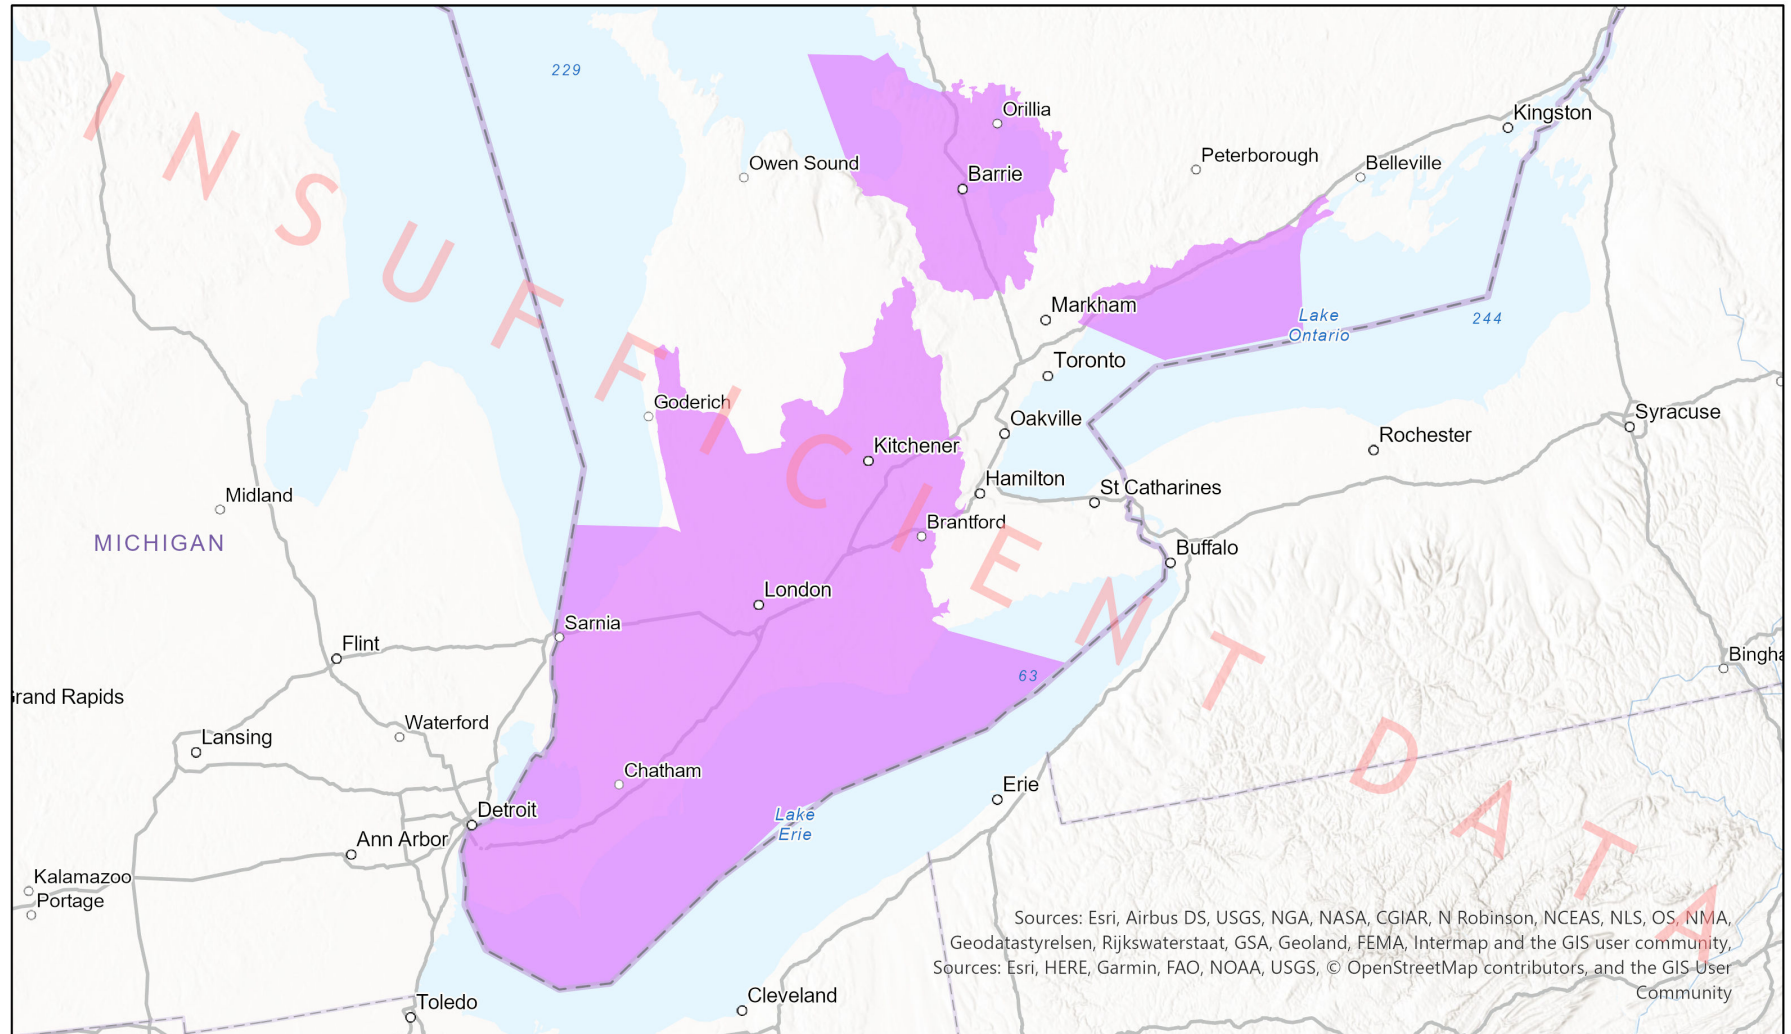 INSUFFICIENT DATA
229
Orillia
Owen Sound
Barrie
Peterborough
Belleville
Kingston
Markham
Lake
Ontario
244
Toronto
Goderich
Oakville
Syracuse
Kitchener
Rochester
Midland
Hamilton
St Catharines
MICHIGAN
Brantford
Buffalo
London
Sarnia
Flint
63
Bingha
rand Rapids
Waterford
Lansing
Chatham
Erie
Detroit
Lake
Erie
Ann Arbor
Kalamazoo
Portage
Toledo
Cleveland
Sources: Esri, Airbus DS, USGS, NGA, NASA, CGIAR, N Robinson, NCEAS, NLS, OS, NMA,
Geodatastyrelsen, Rijkswaterstaat, GSA, Geoland, FEMA, Intermap and the GIS user community,
Sources: Esri, HERE, Garmin, FAO, NOAA, USGS, © OpenStreetMap contributors, and the GIS User
Community